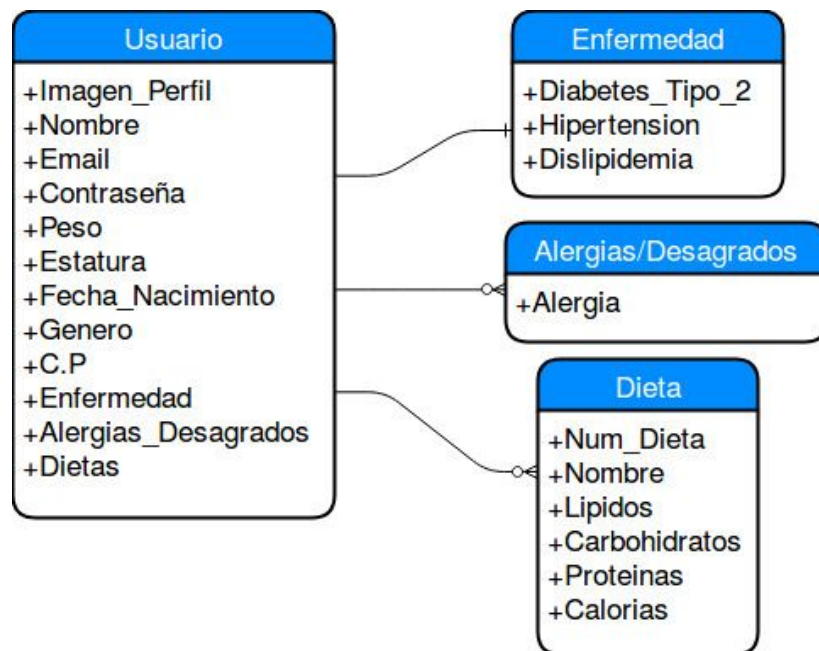 Usuario
+Imagen_Perfil
+Nombre
+Email
+Contraseña
+Peso
+Estatura
+Fecha_Nacimiento
+Genero
+C.P
+Enfermedad
+Alergias_Desagrados
+Dietas
Enfermedad
+Diabetes_Tipo_2
+Hipertension
+Dislipidemia
Alergias/Desagrados
+Alergia
Dieta
+Num_Dieta
+Nombre
+Lipidos
+Carbohidratos
+Proteinas
+Calorias